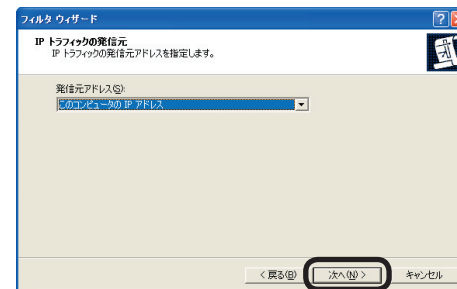 フィルタ ウィザード
IP トラフィックの発信元
IP トラフィックの発信元アドレスを指定します。
発信元アドレス(S):
このコンピュータの IP アドレス
< 戻る(B)
次へ(N) >
キャンセル